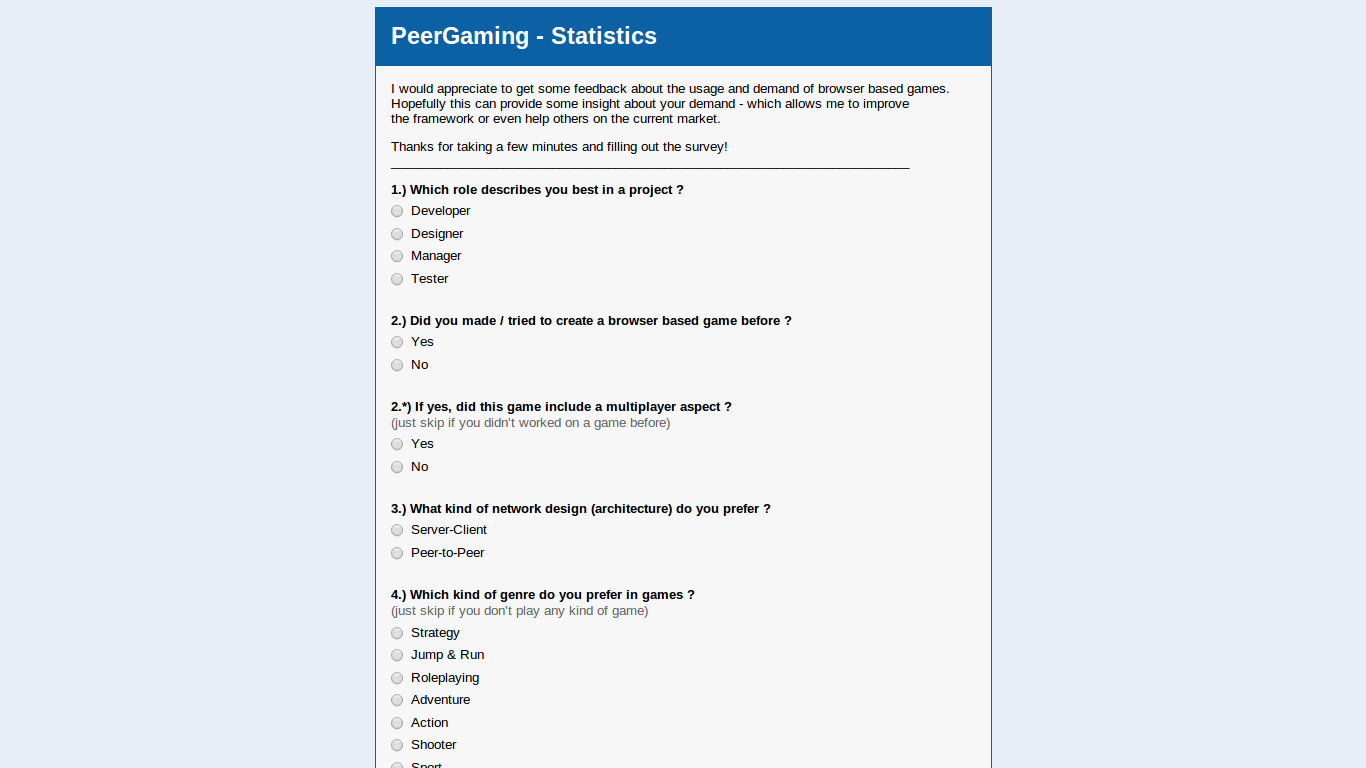 PeerGaming - Statistics
I would appreciate to get some feedback about the usage and demand of browser based games.
Hopefully this can provide some insight about your demand - which allows me to improve
the framework or even help others on the current market.
Thanks for taking a few minutes and filling out the survey!
1.) Which role describes you best in a project ?
Developer
Designer
Manager
Tester
2.) Did you made / tried to create a browser based game before ?
Yes
No
2.*) If yes, did this game include a multiplayer aspect ?
(just skip if you didn't worked on a game before)
Yes
No
3.) What kind of network design (architecture) do you prefer ?
Server-Client
Peer-to-Peer
4.) Which kind of genre do you prefer in games ?
(just skip if you don't play any kind of game)
Strategy
Jump & Run
Roleplaying
Adventure
Action
Shooter
Sport